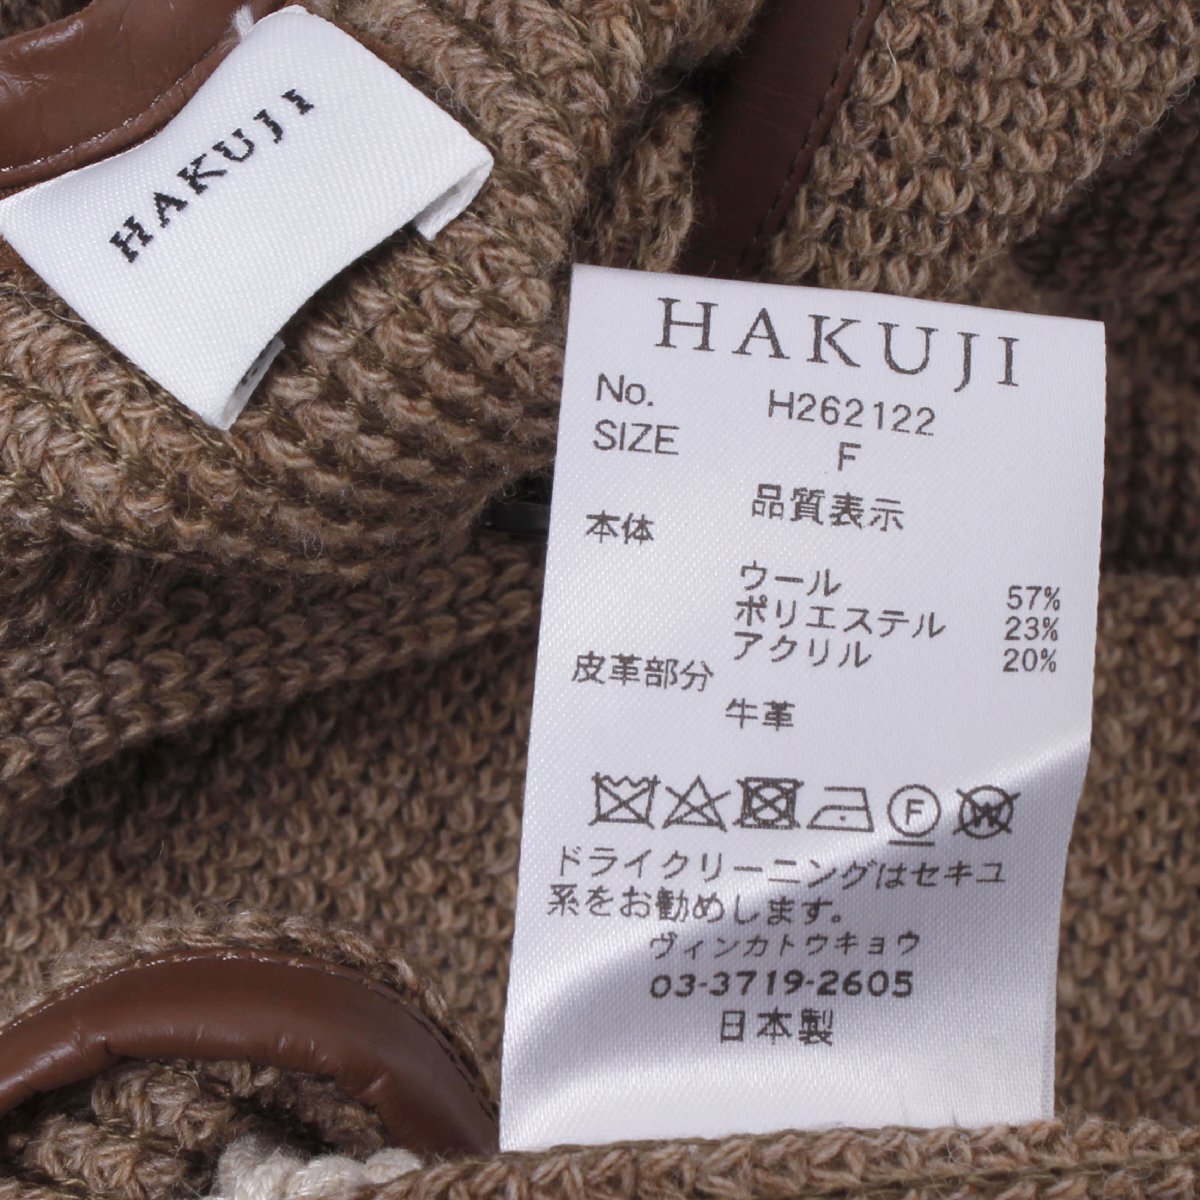 HAKUJI
HAKUJI
No. H262122
SIZE F
品質表示
本体
ウール 57%
ポリエステル 23%
アクリル 20%
皮革部分
牛革
F W
ドライクリーニングはセキユ
系をお勧めします。
ヴィンカトウキョウ
03-3719-2605
日本製